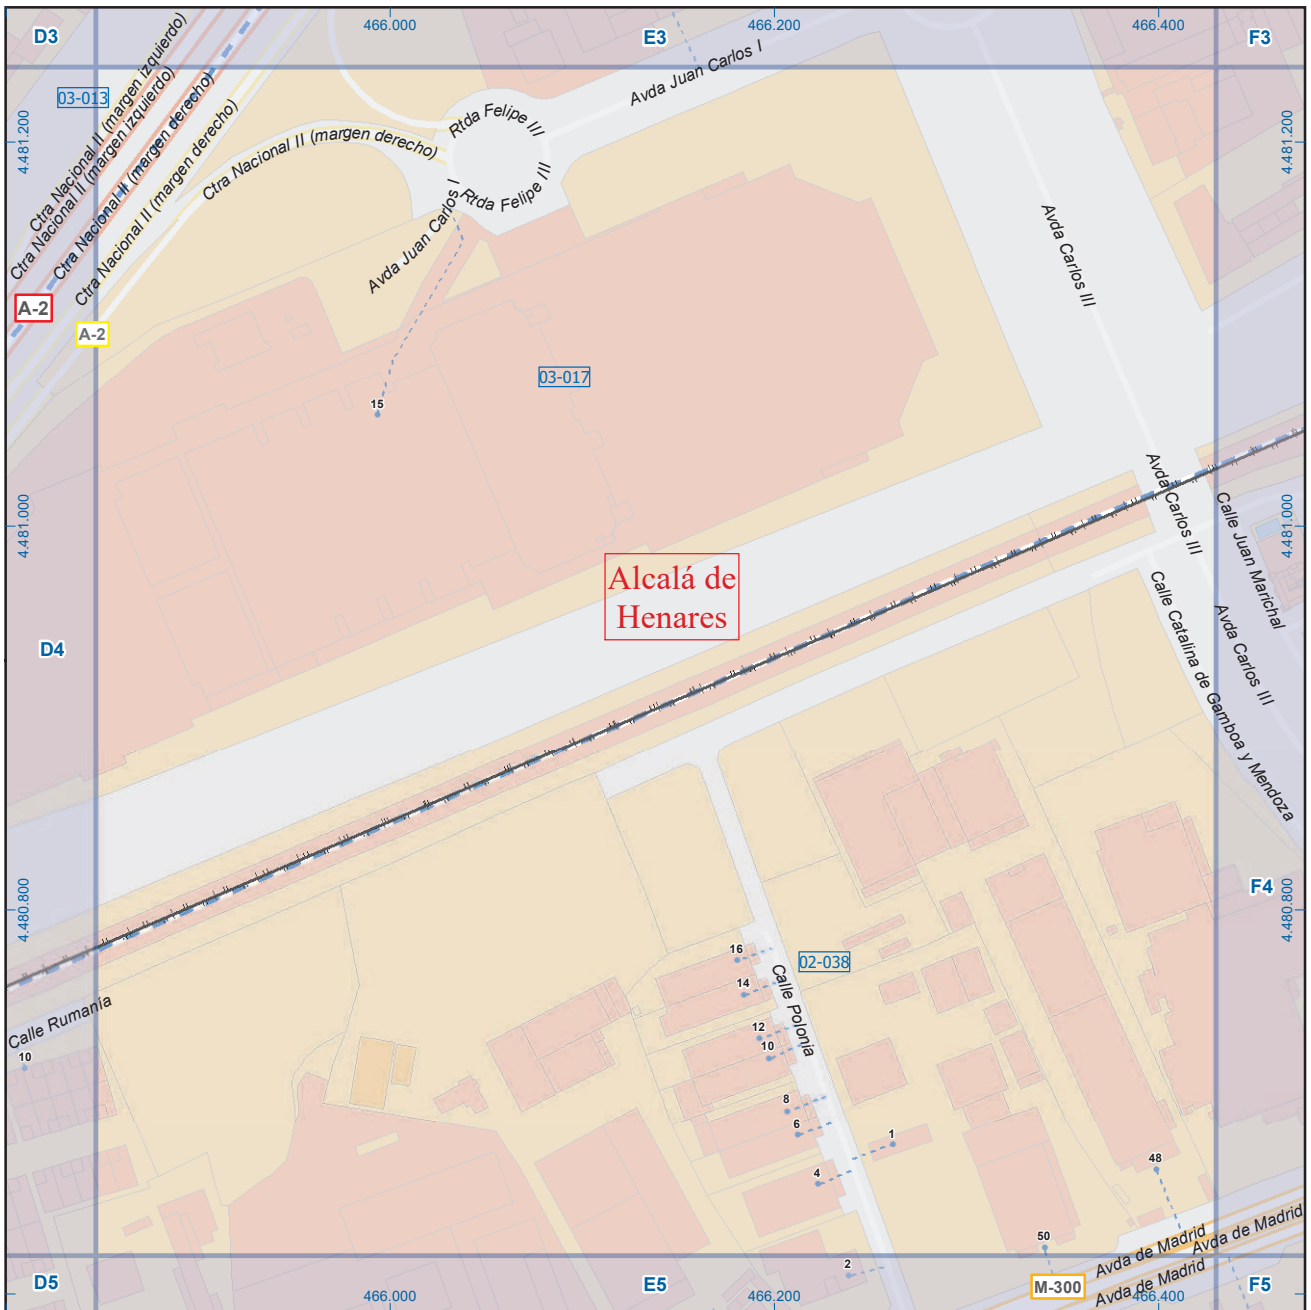 466.000
466.200
466.400
D3
E3
F3
03-013
Ctra Nacional II (margen izquierdo)
Ctra Nacional II (margen izquierdo)
Ctra Nacional II (margen derecho)
Ctra Nacional II (margen derecho)
Ctra Nacional II (margen derecho)
Rtda Felipe III
Rtda Felipe III
Avda Juan Carlos I
Avda Juan Carlos I
4.481.200
4.481.200
Avda Carlos III
A-2
A-2
03-017
15
Avda Carlos III
Calle Juan Marichal
4.481.000
4.481.000
Alcalá de
Henares
Calle Catalina de Gamboa y Mendoza
Avda Carlos III
D4
F4
4.480.800
4.480.800
16
02-038
14
Calle Polonia
Calle Rumanía
12
10
10
8
6
1
4
48
50
2
Avda de Madrid
Avda de Madrid
Avda de Madrid
M-300
D5
E5
F5
466.000
466.200
466.400